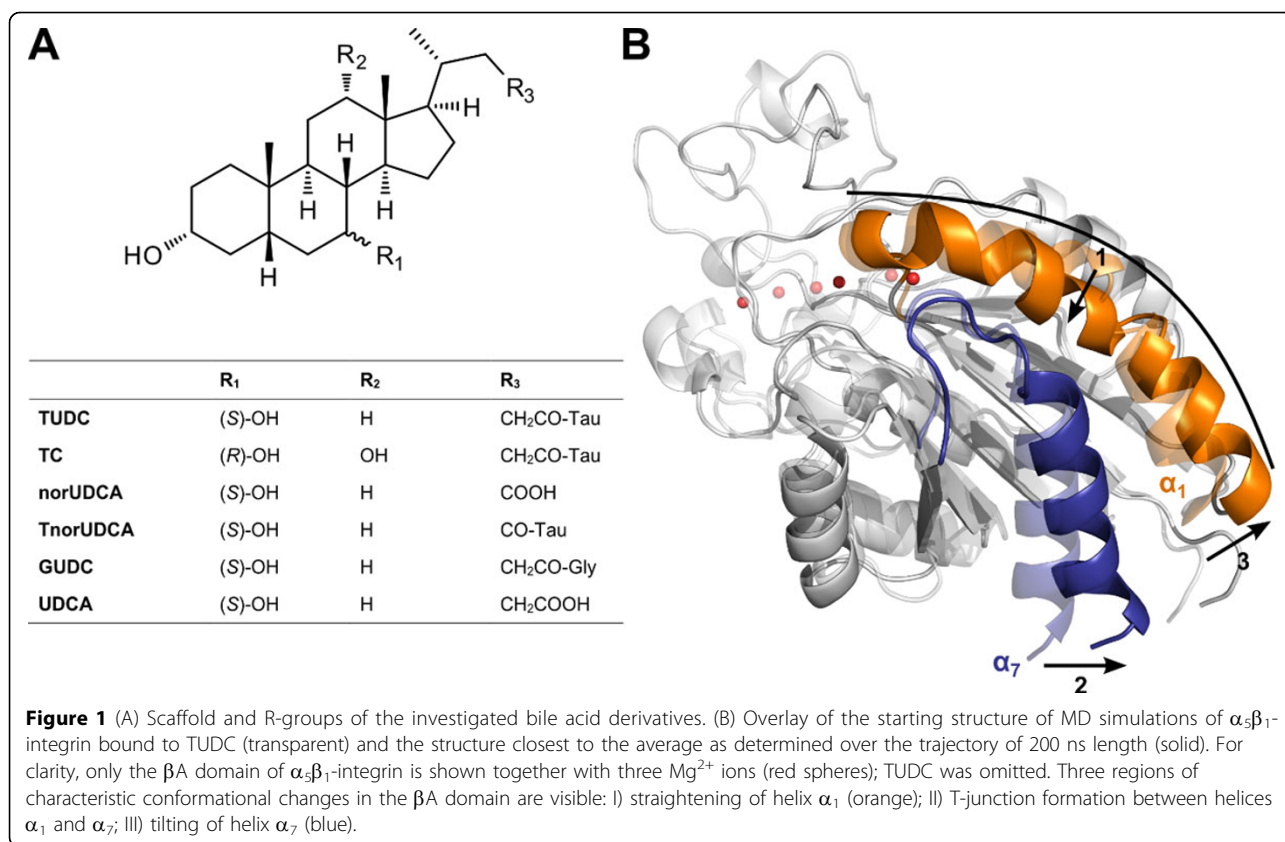 A
R₂
R₃
H
H
H
H
H
HO
R₁
R₁ R₂ R₃
TUDC (S)-OH H CH₂CO-Tau
TC (R)-OH OH CH₂CO-Tau
norUDCA (S)-OH H COOH
TnorUDCA (S)-OH H CO-Tau
GUDC (S)-OH H CH₂CO-Gly
UDCA (S)-OH H CH₂COOH
B
1
α₁
3
α₇
2
Figure 1 (A) Scaffold and R-groups of the investigated bile acid derivatives. (B) Overlay of the starting structure of MD simulations of α₅β₁-
integrin bound to TUDC (transparent) and the structure closest to the average as determined over the trajectory of 200 ns length (solid). For
clarity, only the βA domain of α₅β₁-integrin is shown together with three Mg²⁺ ions (red spheres); TUDC was omitted. Three regions of
characteristic conformational changes in the βA domain are visible: I) straightening of helix α₁ (orange); II) T-junction formation between helices
α₁ and α₇; III) tilting of helix α₇ (blue).